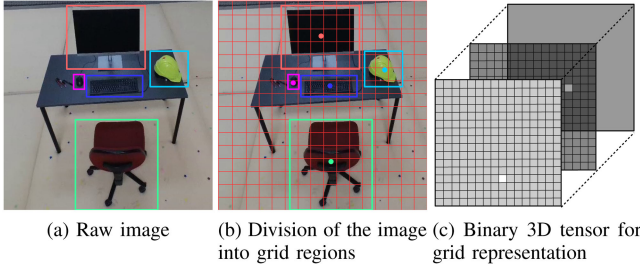 (a) Raw image
(b) Division of the image
into grid regions
(c) Binary 3D tensor for
grid representation